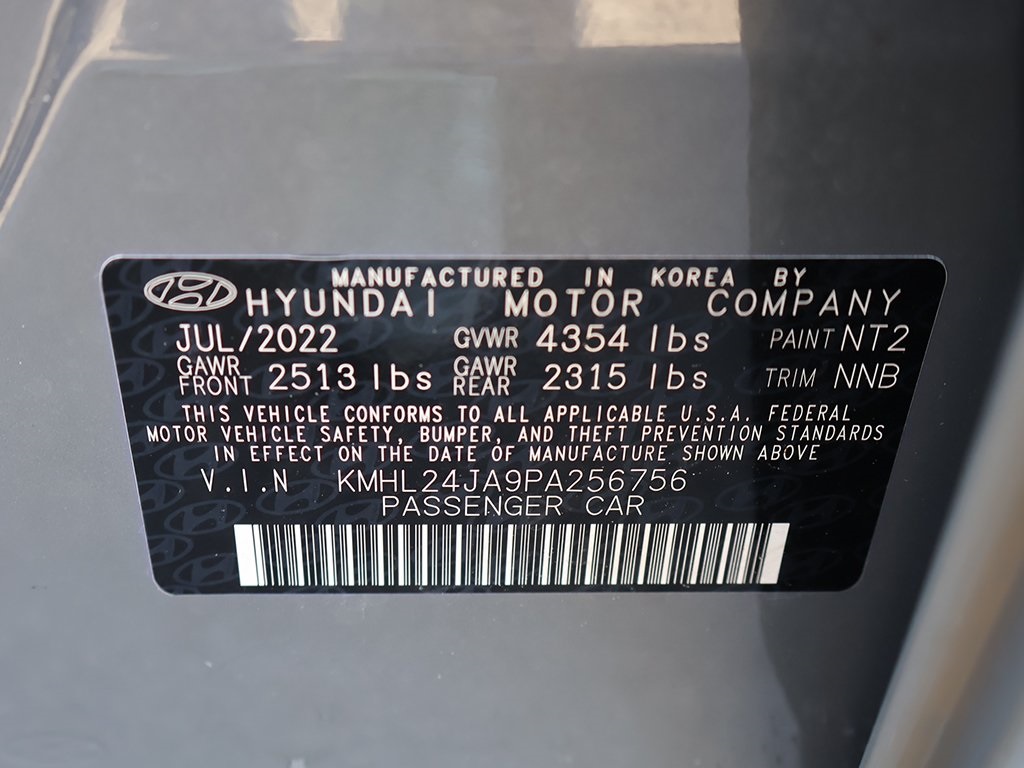 MANUFACTURED IN KOREA BY
HYUNDAI MOTOR COMPANY
JUL/2022 GVWR 4354 lbs PAINT NT2
GAWR FRONT 2513 lbs GAWR REAR 2315 lbs TRIM NNB
THIS VEHICLE CONFORMS TO ALL APPLICABLE U.S.A. FEDERAL
MOTOR VEHICLE SAFETY, BUMPER, AND THEFT PREVENTION STANDARDS
IN EFFECT ON THE DATE OF MANUFACTURE SHOWN ABOVE
V.I.N KMHL24JA9PA256756
PASSENGER CAR